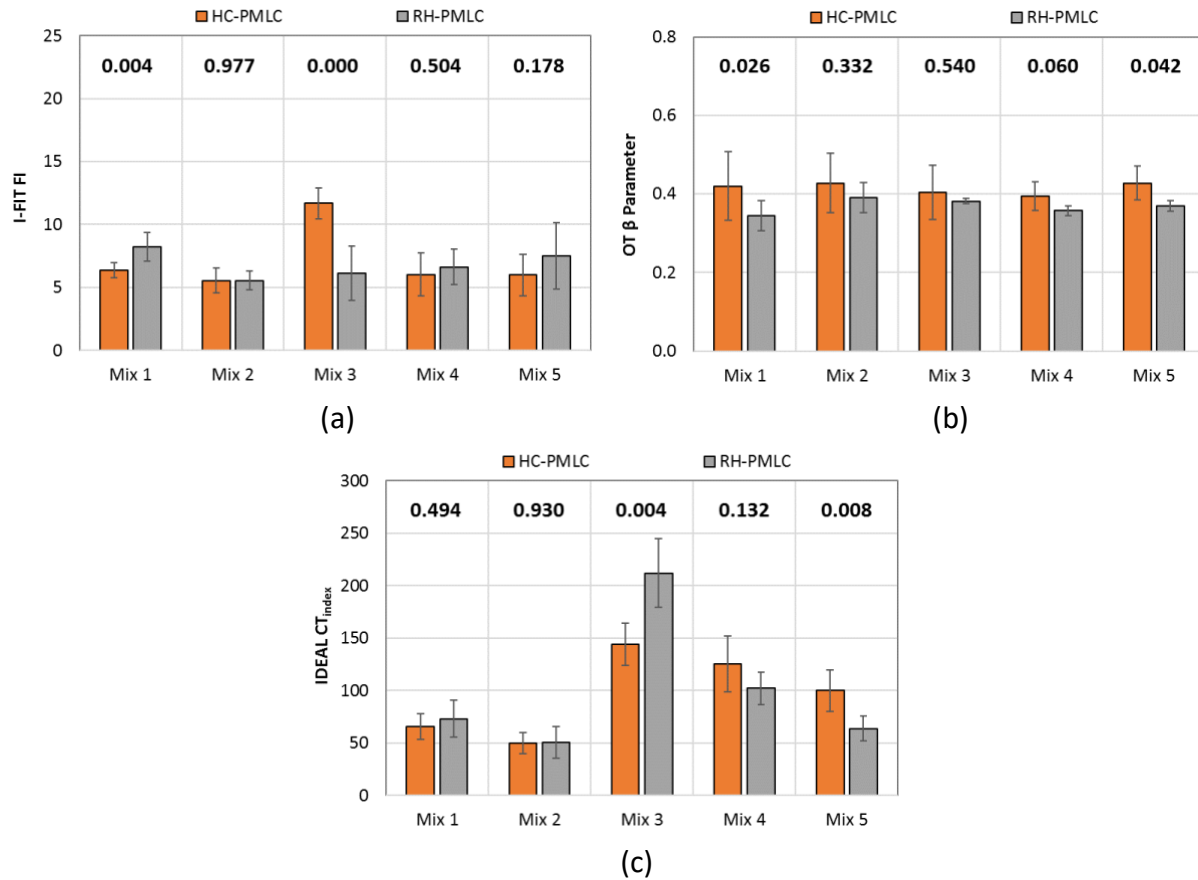 HC-PMLC RH-PMLC
25
20
15
10
5
0
I-FIT FI
0.004 0.977 0.000 0.504 0.178
Mix 1 Mix 2 Mix 3 Mix 4 Mix 5
(a)
HC-PMLC RH-PMLC
0.8
0.6
0.4
0.2
0.0
OT β Parameter
0.026 0.332 0.540 0.060 0.042
Mix 1 Mix 2 Mix 3 Mix 4 Mix 5
(b)
HC-PMLC RH-PMLC
300
250
200
150
100
50
0
IDEAL CTindex
0.494 0.930 0.004 0.132 0.008
Mix 1 Mix 2 Mix 3 Mix 4 Mix 5
(c)